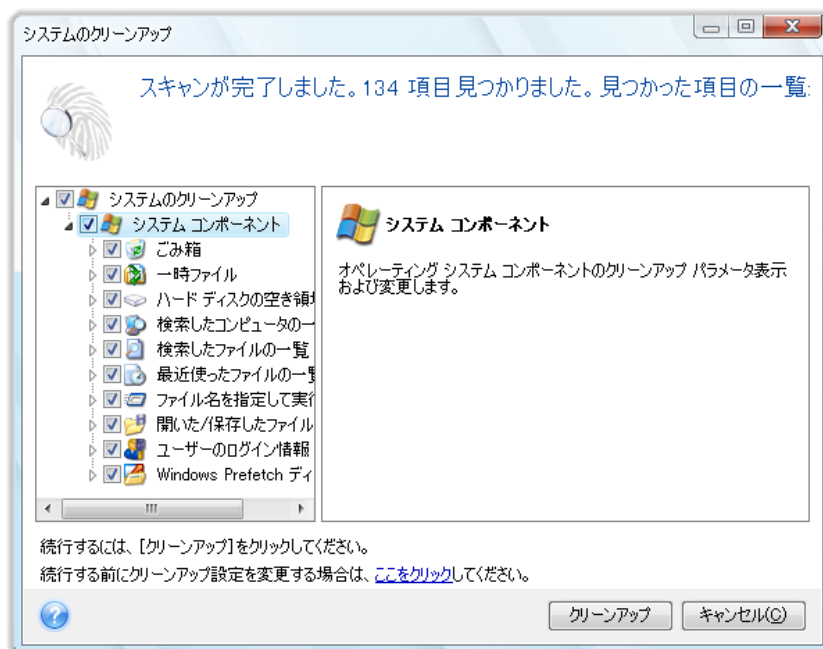 システムのクリーンアップ
スキャンが完了しました。134 項目見つかりました。見つかった項目の一覧:
システムのクリーンアップ
システム コンポーネント
ごみ箱
一時ファイル
ハード ディスクの空き領
検索したコンピュータの一
検索したファイルの一覧
最近使ったファイルの一覧
ファイル名を指定して実行
開いた/保存したファイル
ユーザーのログイン情報
Windows Prefetch ディ
システム コンポーネント
オペレーティング システム コンポーネントのクリーンアップ パラメータ表示
および変更します。
続行するには、[クリーンアップ]をクリックしてください。
続行する前にクリーンアップ設定を変更する場合は、ここをクリックしてください。
クリーンアップ
キャンセル(C)